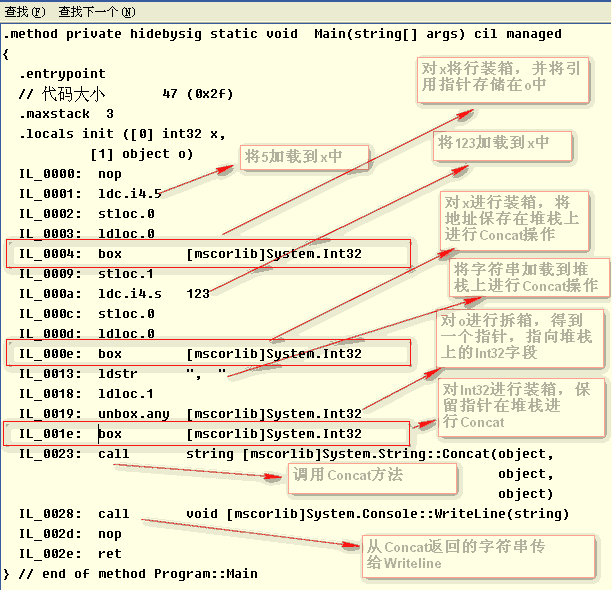 查找(F) 查找下一个(N)
.method private hidebysig static void  Main(string[] args) cil managed
{
  .entrypoint
  // 代码大小       47 (0x2f)
  .maxstack  3
  .locals init ([0] int32 x,
           [1] object o)
  IL_0000:  nop
  IL_0001:  ldc.i4.5
  IL_0002:  stloc.0
  IL_0003:  ldloc.0
  IL_0004:  box        [mscorlib]System.Int32
  IL_0009:  stloc.1
  IL_000a:  ldc.i4.s   123
  IL_000c:  stloc.0
  IL_000d:  ldloc.0
  IL_000e:  box        [mscorlib]System.Int32
  IL_0013:  ldstr      ", "
  IL_0018:  ldloc.1
  IL_0019:  unbox.any  [mscorlib]System.Int32
  IL_001e:  box        [mscorlib]System.Int32
  IL_0023:  call       string [mscorlib]System.String::Concat(object,
                                                              object,
                                                              object)
  IL_0028:  call       void [mscorlib]System.Console::WriteLine(string)
  IL_002d:  nop
  IL_002e:  ret
} // end of method Program::Main
对x将行装箱，并将引
用指针存储在o中
将5加载到x中
将123加载到x中
对x进行装箱，将
地址保存在堆栈上
进行Concat操作
将字符串加载到堆
栈上进行Concat操作
对o进行拆箱，得到
一个指针，指向堆栈
上的Int32字段
对Int32进行装箱，保
留指针在堆栈进
行Concat
调用Concat方法
从Concat返回的字符串传
给Writeline